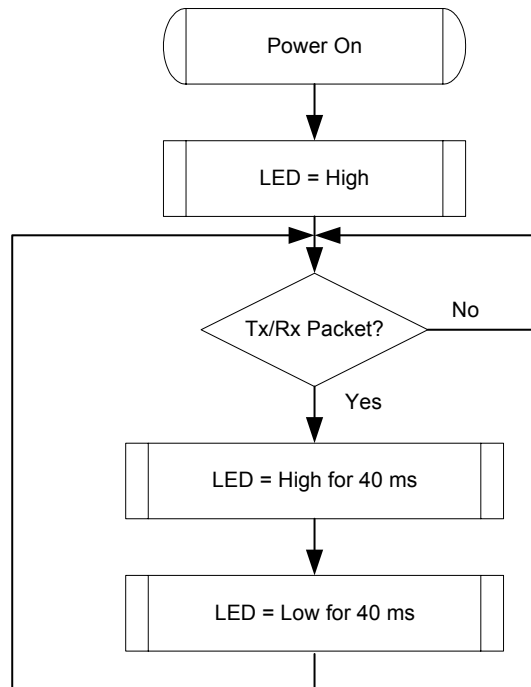 Power On
LED = High
Tx/Rx Packet?
No
Yes
LED = High for 40 ms
LED = Low for 40 ms